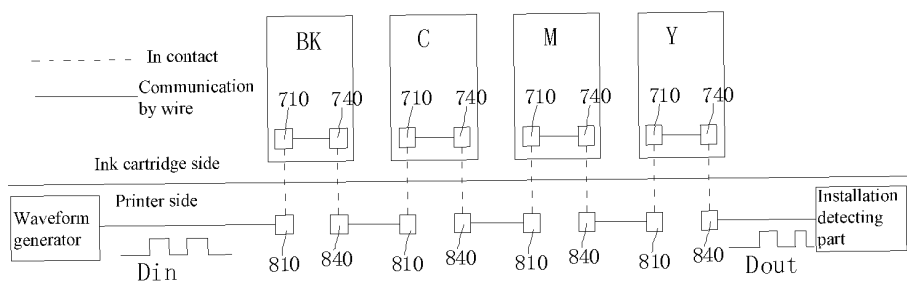 BK C M Y
In contact
Communication
by wire
710 740 710 740 710 740 710 740
Ink cartridge side
Printer side
Waveform
generator
Installation
detecting
part
810 840 810 840 810 840 810 840
Din
Dout